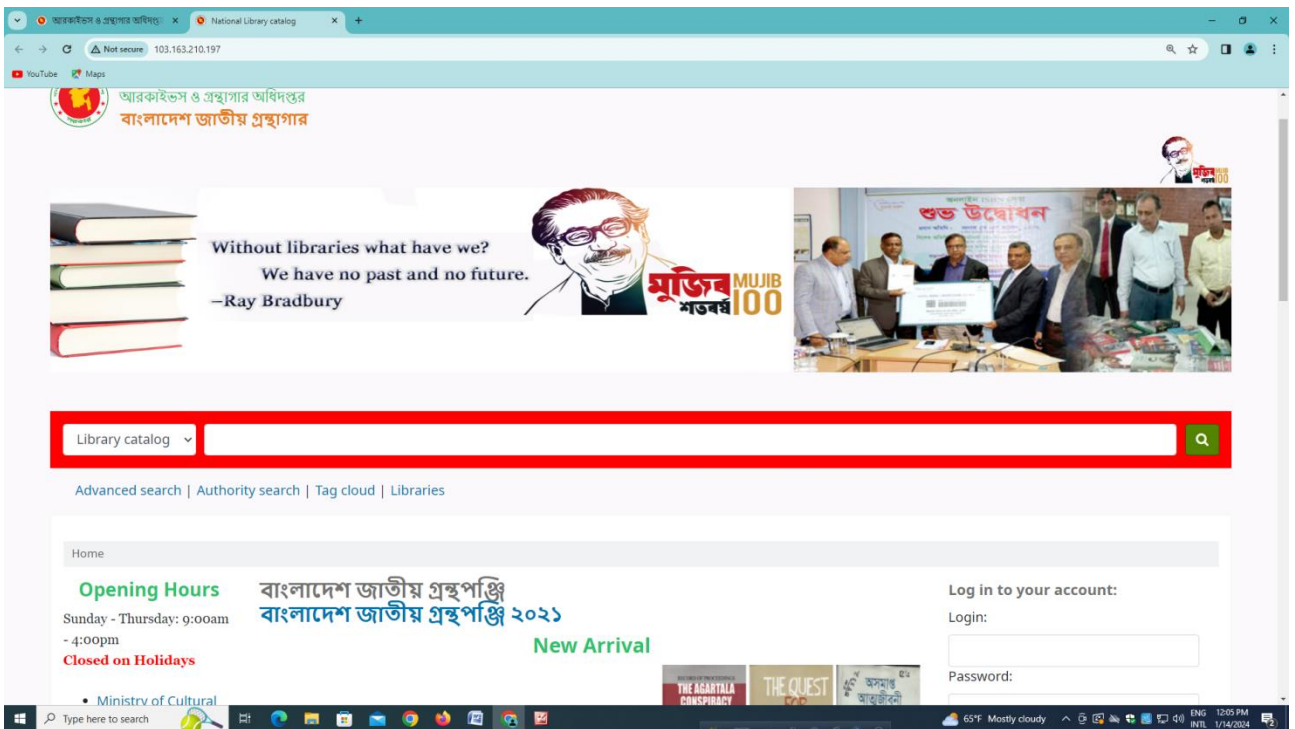 আরকাইভস ও গ্রন্থাগার অধিদপ্তর
National Library catalog
Not secure 103.163.210.197
YouTube Maps
আরকাইভস ও গ্রন্থাগার অধিদপ্তর
বাংলাদেশ জাতীয় গ্রন্থাগার
মুজিব MUJIB
শতবর্ষ 100
Without libraries what have we?
We have no past and no future.
–Ray Bradbury
মুজিব MUJIB
শতবর্ষ 100
শুভ উদ্বোধন
Library catalog
Advanced search | Authority search | Tag cloud | Libraries
Home
Opening Hours
Sunday - Thursday: 9:00am
- 4:00pm
Closed on Holidays
Ministry of Cultural
বাংলাদেশ জাতীয় গ্রন্থপঞ্জি
বাংলাদেশ জাতীয় গ্রন্থপঞ্জি ২০২১
New Arrival
THE AGARTALA
CONSPIRACY
THE QUEST
FOR
অসমাপ্ত
আত্মজীবনী
Log in to your account:
Login:
Password:
Type here to search
65°F Mostly cloudy
ENG
INTL
12:05 PM
1/14/2024